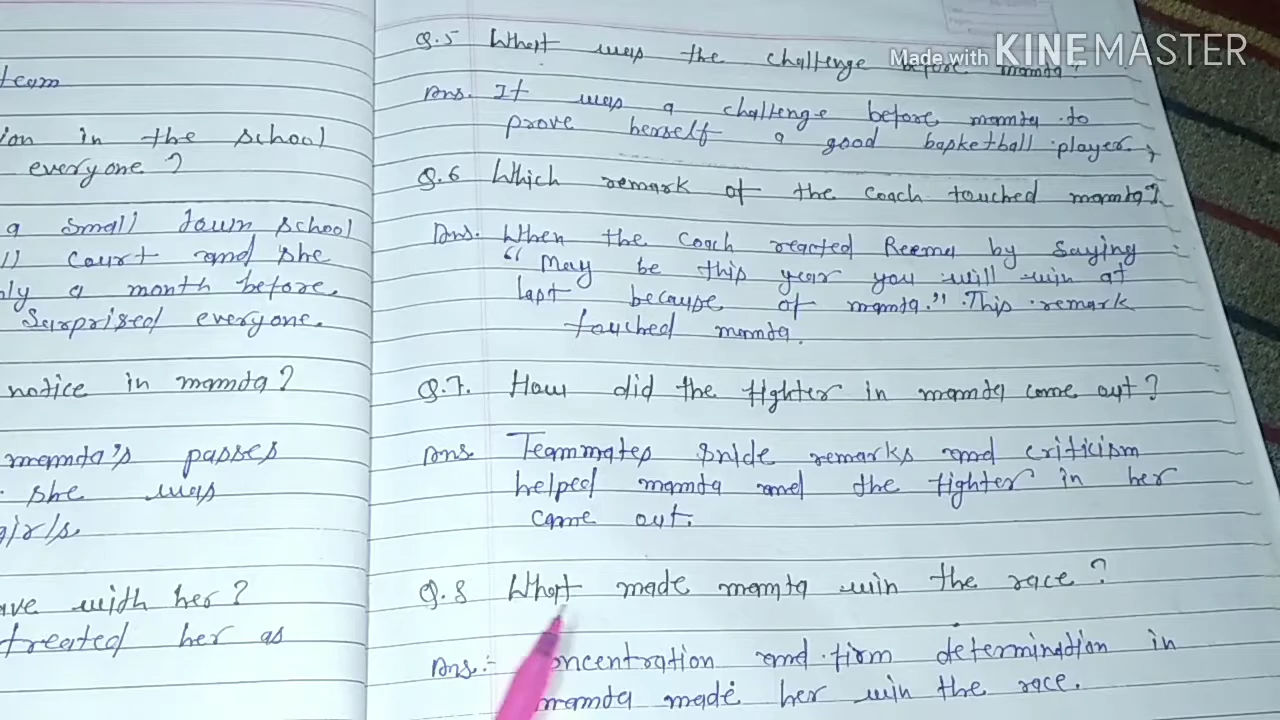 team
ion in the school
everyone ?
a small town school
ll court and she
ly a month before.
Surprised everyone.
notice in mamta ?
mamta's passes
she was
girls.
ave with her ?
treated her as
Q.5 What was the challenge before mamta ?
Made with KINEMASTER
Ans. It was a challenge before mamta to
prove herself a good basketball player.
Q.6 Which remark of the coach touched mamta ?
Ans. When the coach reacted Reema by saying
" May be this year you will win at
last because of mamta." This remark
touched mamta.
Q.7. How did the fighter in mamta come out ?
Ans Teammates snide remarks and criticism
helped mamta and the fighter in her
came out.
Q.8 What made mamta win the race ?
Ans :- oncentration and firm determination in
mamta made her win the race.